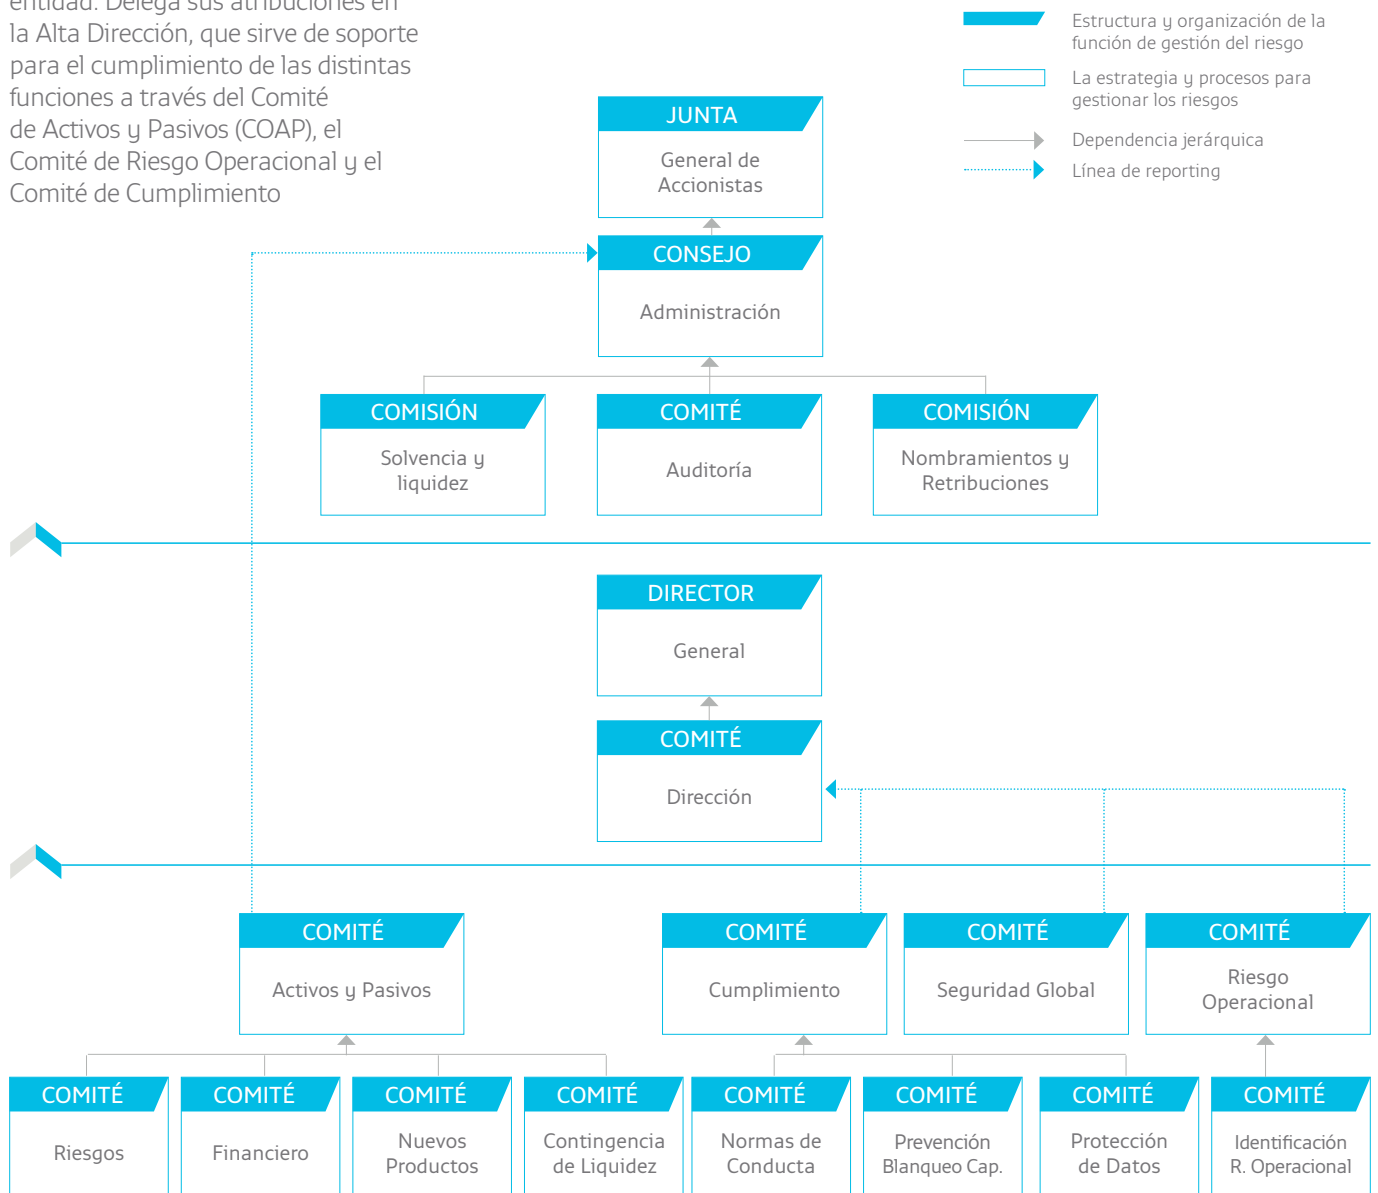 entidad. Delega sus atribuciones en
la Alta Dirección, que sirve de soporte
para el cumplimiento de las distintas
funciones a través del Comité
de Activos y Pasivos (COAP), el
Comité de Riesgo Operacional y el
Comité de Cumplimiento
Estructura y organización de la
función de gestión del riesgo
La estrategia y procesos para
gestionar los riesgos
Dependencia jerárquica
Línea de reporting
JUNTA
General de
Accionistas
CONSEJO
Administración
COMISIÓN
Solvencia y
liquidez
COMITÉ
Auditoría
COMISIÓN
Nombramientos y
Retribuciones
DIRECTOR
General
COMITÉ
Dirección
COMITÉ
Activos y Pasivos
COMITÉ
Cumplimiento
COMITÉ
Seguridad Global
COMITÉ
Riesgo
Operacional
COMITÉ
Riesgos
COMITÉ
Financiero
COMITÉ
Nuevos
Productos
COMITÉ
Contingencia
de Liquidez
COMITÉ
Normas de
Conducta
COMITÉ
Prevención
Blanqueo Cap.
COMITÉ
Protección
de Datos
COMITÉ
Identificación
R. Operacional